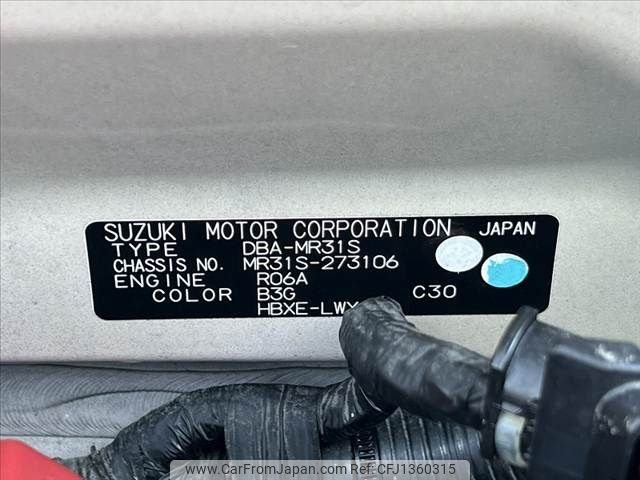 SUZUKI MOTOR CORPORATION JAPAN
TYPE DBA-MR31S
CHASSIS NO. MR31S-273106
ENGINE R06A
COLOR B3G C30
www.CarFromJapan.com CFJ1360315